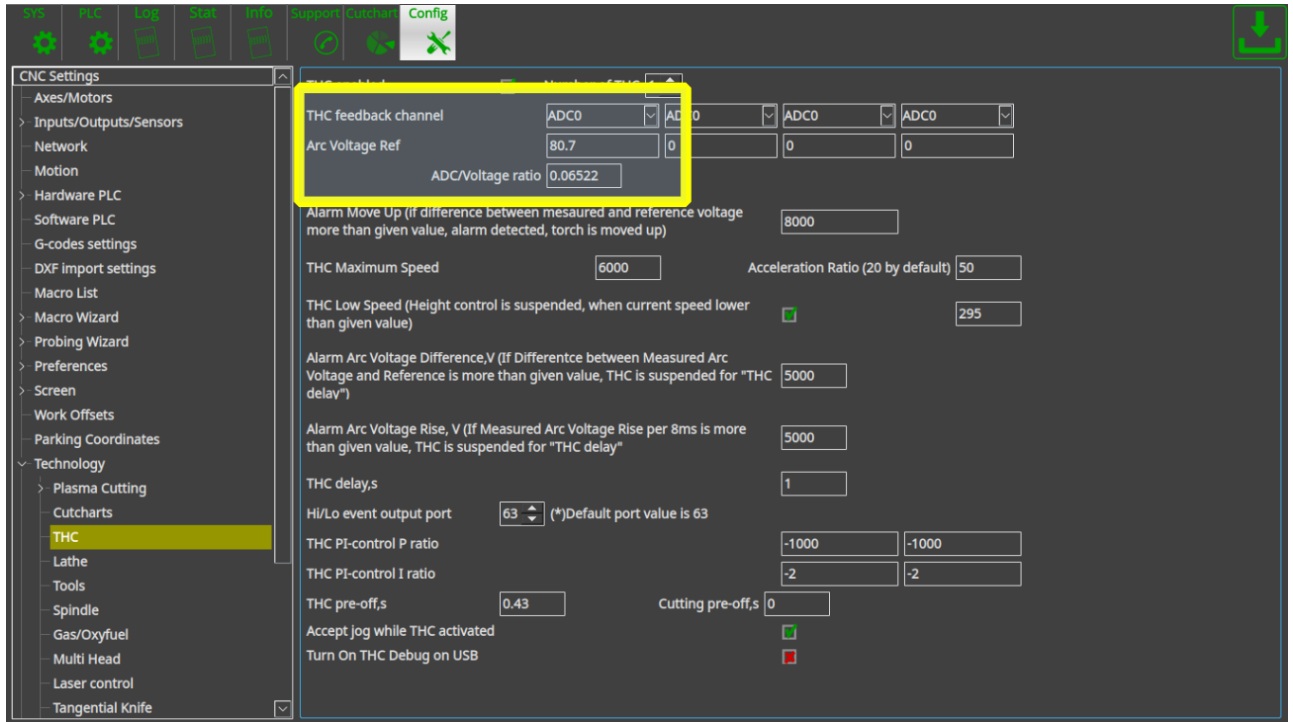 SYS PLC Log Stat Info Support Cutchart Config
CNC Settings
Axes/Motors
Inputs/Outputs/Sensors
Network
Motion
Hardware PLC
Software PLC
G-codes settings
DXF import settings
Macro List
Macro Wizard
Probing Wizard
Preferences
Screen
Work Offsets
Parking Coordinates
Technology
Plasma Cutting
Cutcharts
THC
Lathe
Tools
Spindle
Gas/Oxyfuel
Multi Head
Laser control
Tangential Knife
THC feedback channel ADC0 ADC0 ADC0 ADC0
Arc Voltage Ref 80.7 0 0 0
ADC/Voltage ratio 0.06522
Alarm Move Up (if difference between mesaured and reference voltage
more than given value, alarm detected, torch is moved up) 8000
THC Maximum Speed 6000 Acceleration Ratio (20 by default) 50
THC Low Speed (Height control is suspended, when current speed lower
than given value) 295
Alarm Arc Voltage Difference,V (If Differentce between Measured Arc
Voltage and Reference is more than given value, THC is suspended for "THC 5000
delay")
Alarm Arc Voltage Rise, V (If Measured Arc Voltage Rise per 8ms is more
than given value, THC is suspended for "THC delay" 5000
THC delay,s 1
Hi/Lo event output port 63 (*)Default port value is 63
THC PI-control P ratio -1000 -1000
THC PI-control I ratio -2 -2
THC pre-off,s 0.43 Cutting pre-off,s 0
Accept jog while THC activated
Turn On THC Debug on USB